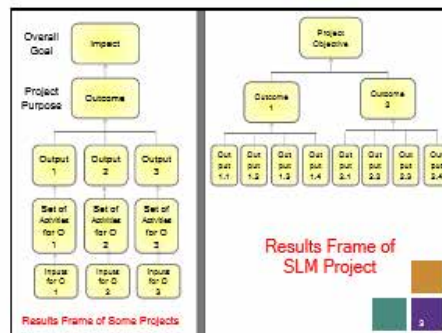 Overall
Goal
Impact
Project
Purpose
Outcome
Output
1
Output
2
Output
3
Set of
Activities
for O
1
Set of
Activities
for O
2
Set of
Activities
for O
3
Inputs
for O
1
Inputs
for O
2
Inputs
for O
3
Results Frame of Some Projects
Project
Objective
Outcome
1
Outcome
2
Out
put
1.1
Out
put
1.2
Out
put
1.3
Out
put
1.4
Out
put
2.1
Out
put
2.2
Out
put
2.3
Out
put
2.4
Results Frame of
SLM Project